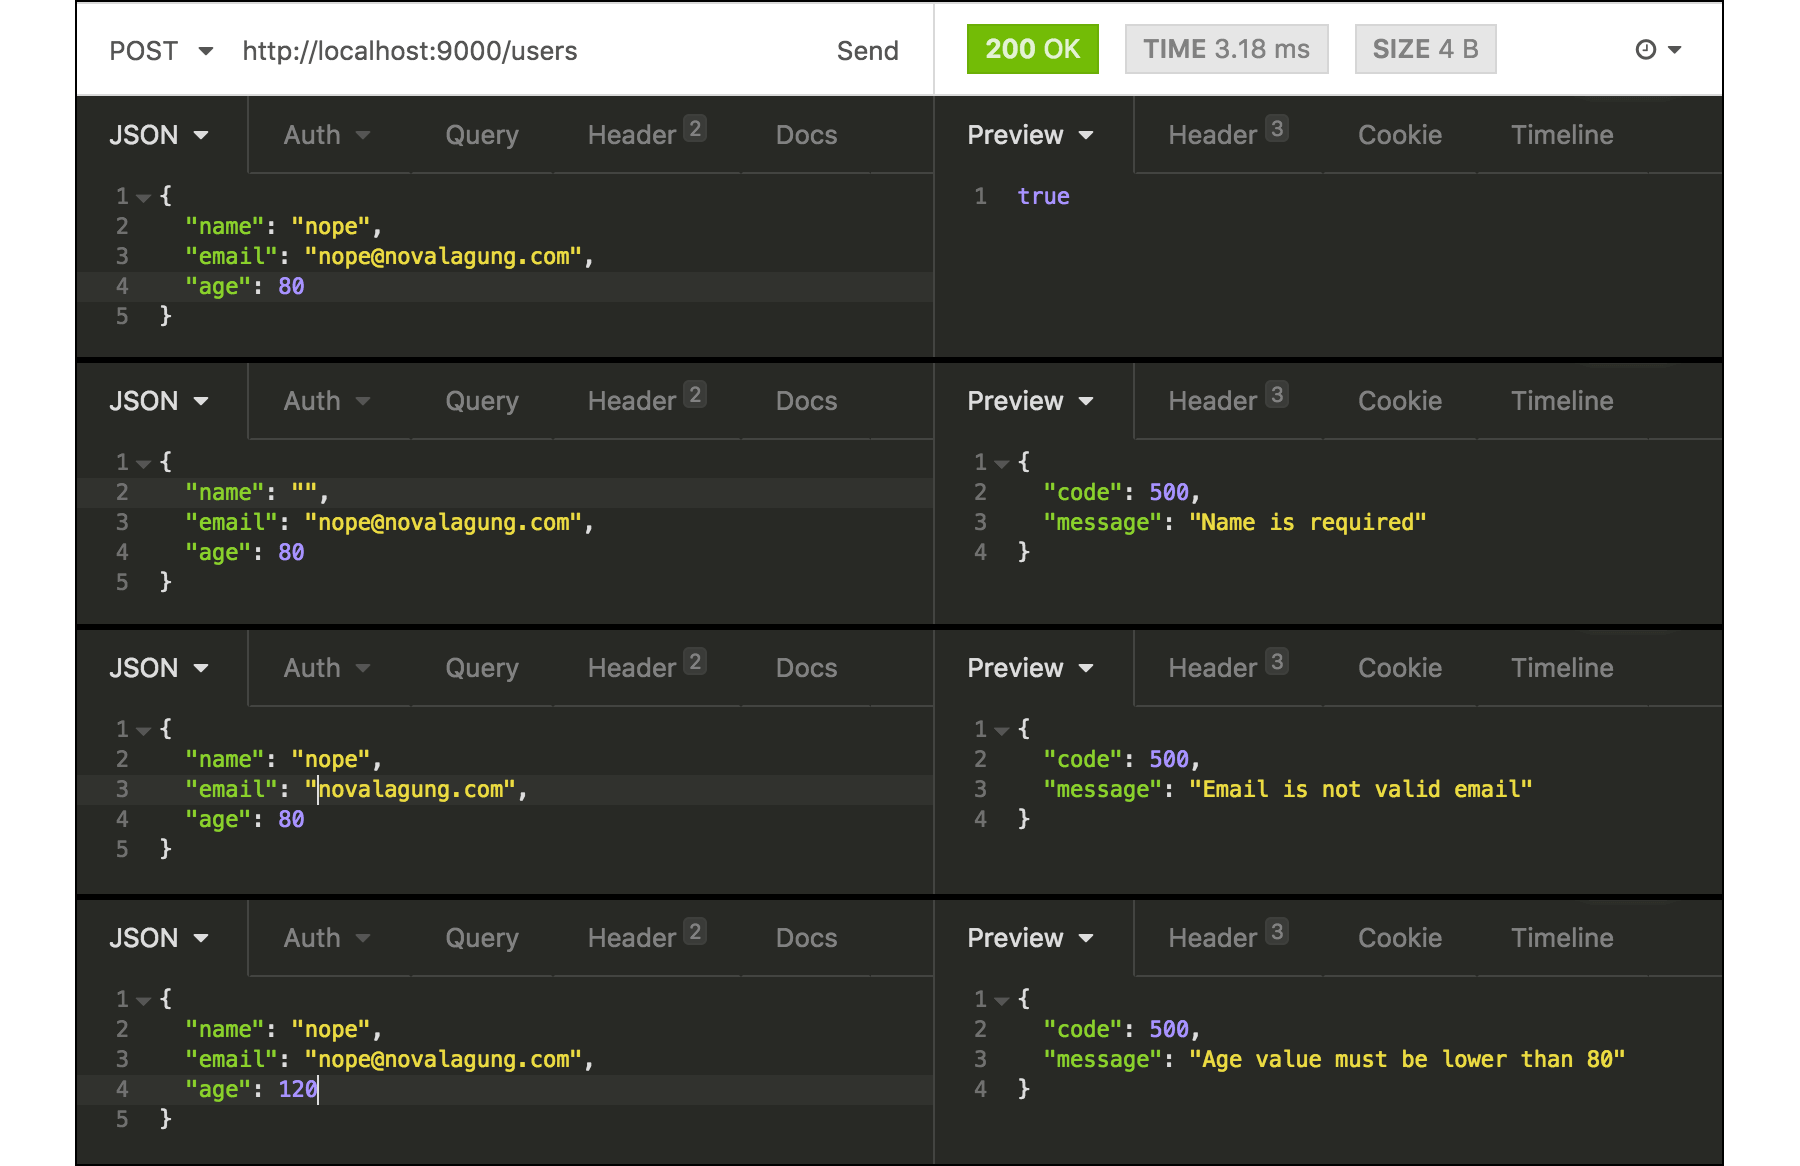 POST http://localhost:9000/users Send 200 OK TIME 3.18 ms SIZE 4 B
JSON Auth Query Header 2 Docs
1 {
2 "name": "nope",
3 "email": "nope@novalagung.com",
4 "age": 80
5 }
Preview Header 3 Cookie Timeline
1 true
JSON Auth Query Header 2 Docs
1 {
2 "name": "",
3 "email": "nope@novalagung.com",
4 "age": 80
5 }
Preview Header 3 Cookie Timeline
1 {
2 "code": 500,
3 "message": "Name is required"
4 }
JSON Auth Query Header 2 Docs
1 {
2 "name": "nope",
3 "email": "novalagung.com",
4 "age": 80
5 }
Preview Header 3 Cookie Timeline
1 {
2 "code": 500,
3 "message": "Email is not valid email"
4 }
JSON Auth Query Header 2 Docs
1 {
2 "name": "nope",
3 "email": "nope@novalagung.com",
4 "age": 120
5 }
Preview Header 3 Cookie Timeline
1 {
2 "code": 500,
3 "message": "Age value must be lower than 80"
4 }